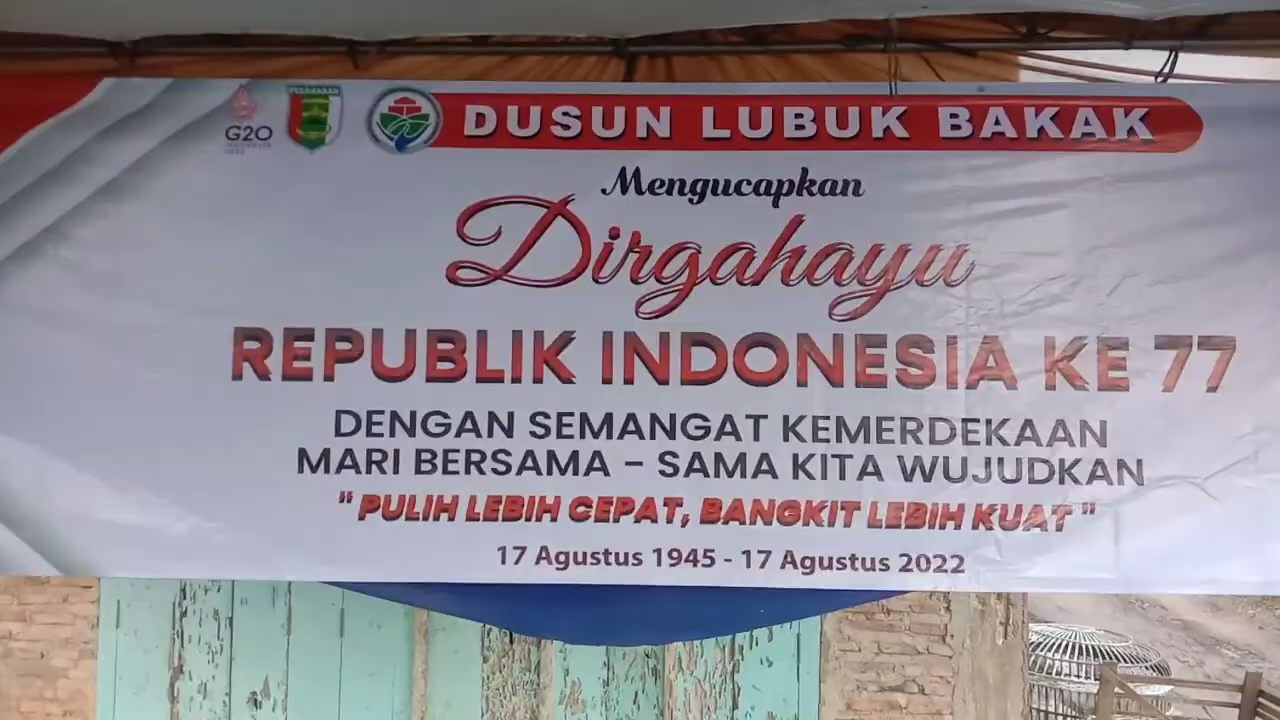 G20
DUSUN LUBUK BAKAK
Mengucapkan
Dirgahayu
REPUBLIK INDONESIA KE 77
DENGAN SEMANGAT KEMERDEKAAN
MARI BERSAMA - SAMA KITA WUJUDKAN
" PULIH LEBIH CEPAT, BANGKIT LEBIH KUAT "
17 Agustus 1945 - 17 Agustus 2022